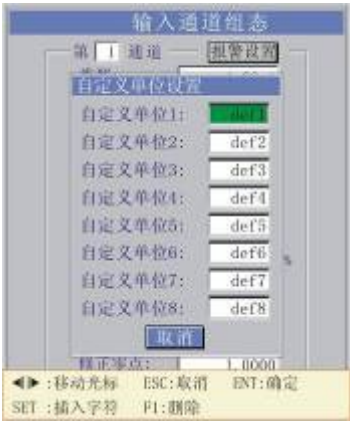 输入通道组态
第 1 通道 报警设置
自定义单位设置
自定义单位1: def1
自定义单位2: def2
自定义单位3: def3
自定义单位4: def4
自定义单位5: def5
自定义单位6: def6
自定义单位7: def7
自定义单位8: def8
%
取消
修正零点: 1.0000
◀▶:移动光标 ESC:取消 ENT:确定
SET :插入字符 F1:删除